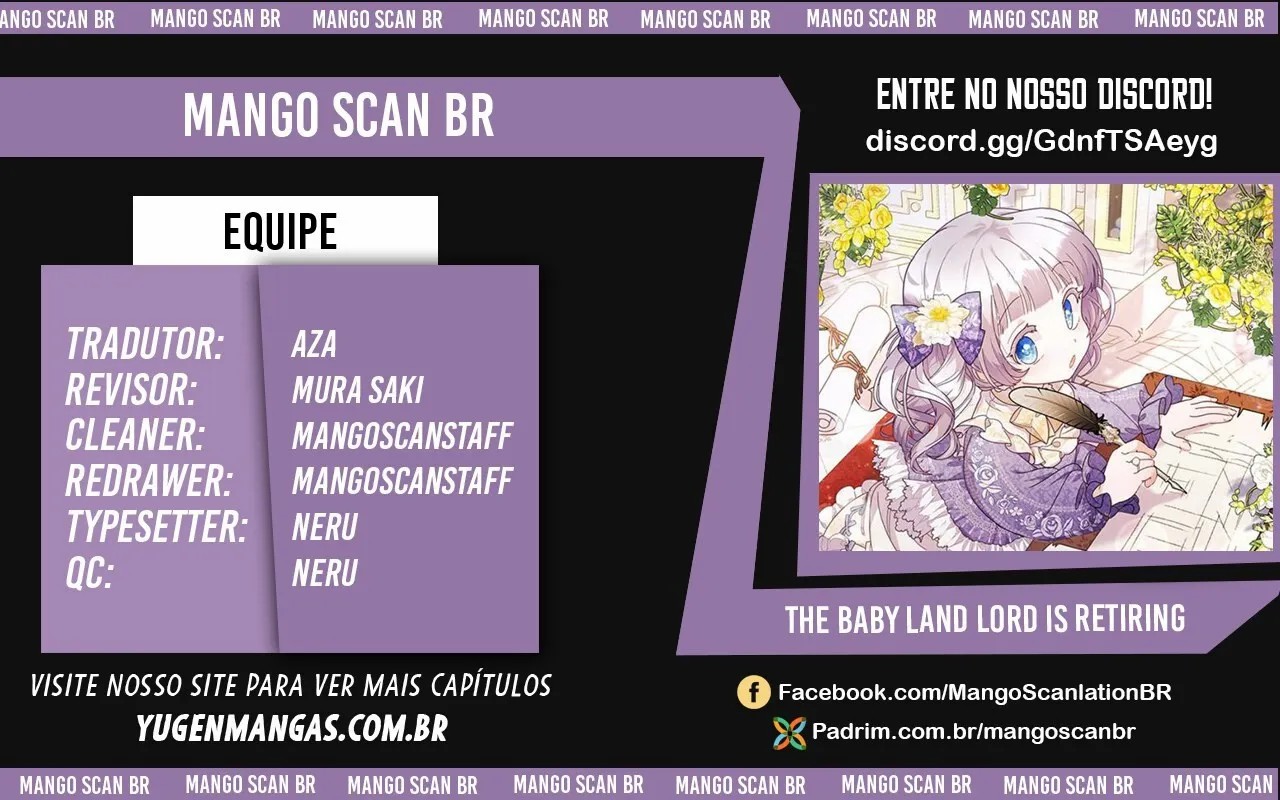 ANGO SCAN BR MANGO SCAN BR MANGO SCAN BR MANGO SCAN BR MANGO SCAN BR MANGO SCAN BR MANGO SCAN BR MANGO SCAN BR
MANGO SCAN BR
ENTRE NO NOSSO DISCORD!
discord.gg/GdnfTSAeyg
EQUIPE
TRADUTOR: AZA
REVISOR: MURA SAKI
CLEANER: MANGOSCANSTAFF
REDRAWER: MANGOSCANSTAFF
TYPESETTER: NERU
QC: NERU
THE BABY LAND LORD IS RETIRING
VISITE NOSSO SITE PARA VER MAIS CAPÍTULOS
YUGENMANGAS.COM.BR
Facebook.com/MangoScanlationBR
Padrim.com.br/mangoscanbr
MANGO SCAN BR MANGO SCAN BR MANGO SCAN BR MANGO SCAN BR MANGO SCAN BR MANGO SCAN BR MANGO SCAN BR MANGO SCAN